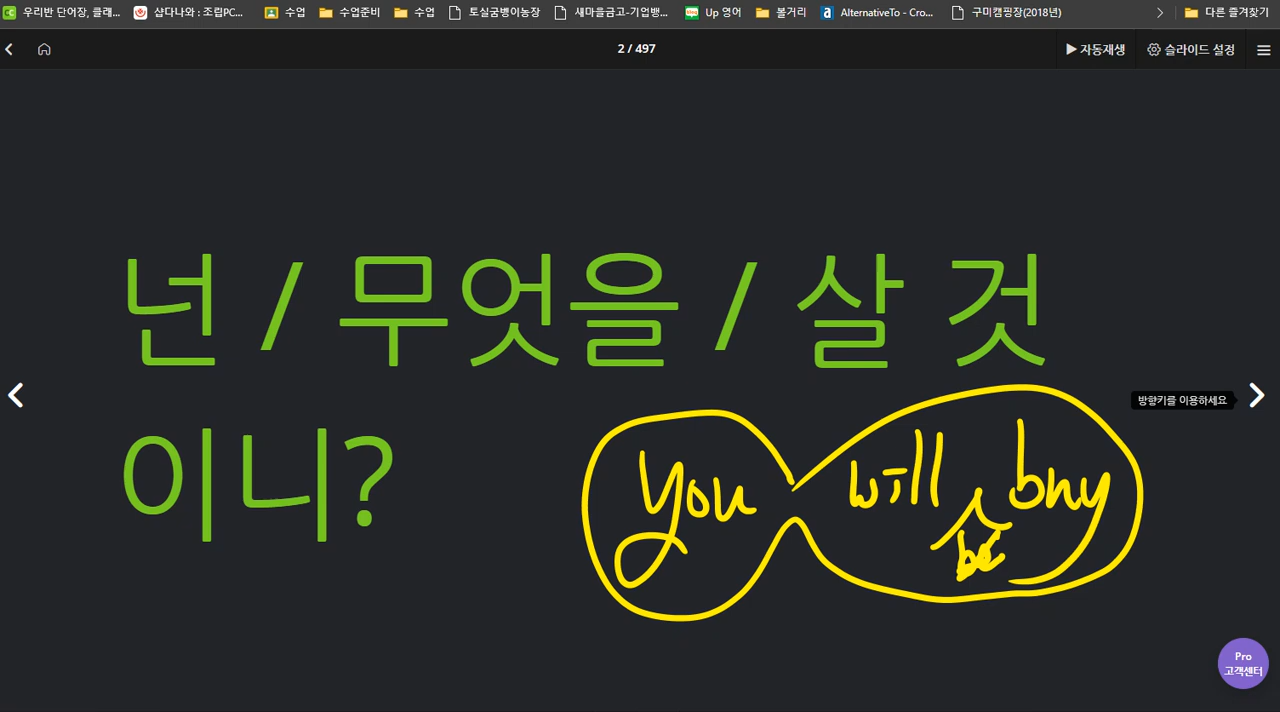 우리반 단어장, 클래... 샵다나와 : 조립PC... 수업 수업준비 수업 토실굼벵이농장 새마을금고-기업뱅... Up 영어 볼거리 AlternativeTo - Cro... 구미캠핑장(2018년) 다른 즐겨찾기
2 / 497 자동재생 슬라이드 설정
넌 / 무엇을 / 살 것
방향키를 이용하세요
이니?
you will buy
be
Pro
고객센터